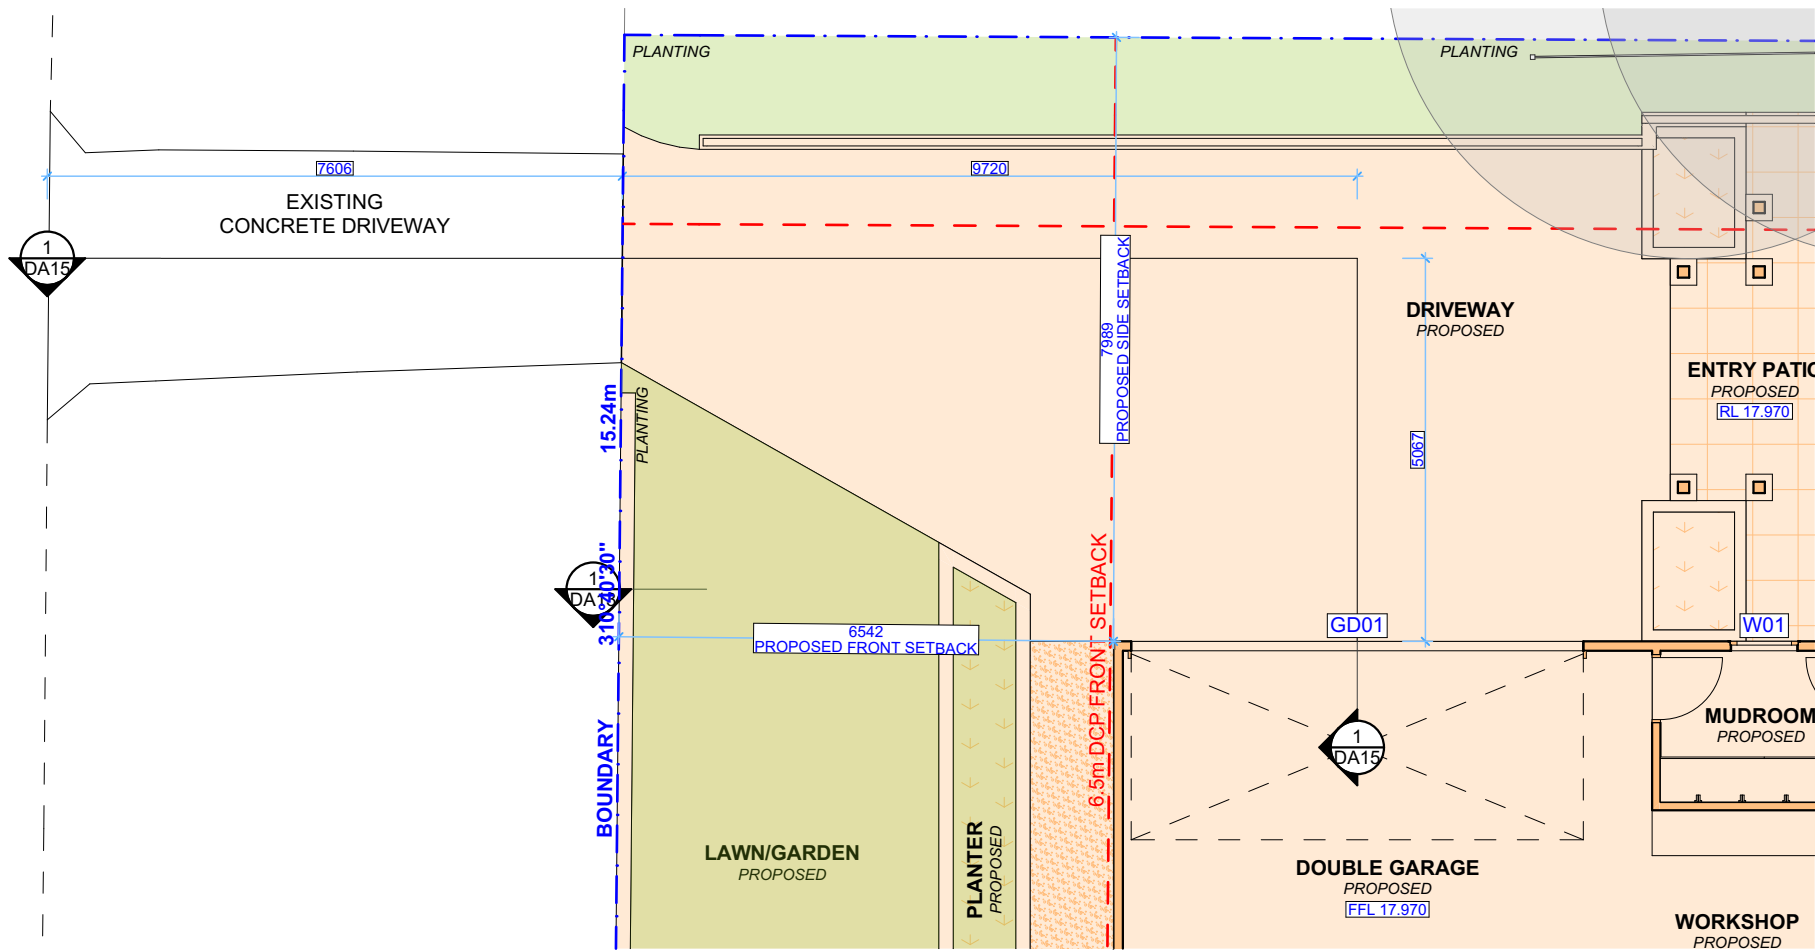 PLANTING
PLANTING
7606
9720
EXISTING
CONCRETE DRIVEWAY
1
DA15
7989
PROPOSED SIDE SETBACK
DRIVEWAY
PROPOSED
ENTRY PATIO
PROPOSED
RL 17.970
15.24m
PLANTING
5067
310°40'30"
1
DA13
6542
PROPOSED FRONT SETBACK
6.5m DCP FRONT SETBACK
GD01
W01
BOUNDARY
1
DA15
MUDROOM
PROPOSED
LAWN/GARDEN
PROPOSED
PLANTER
PROPOSED
DOUBLE GARAGE
PROPOSED
FFL 17.970
WORKSHOP
PROPOSED